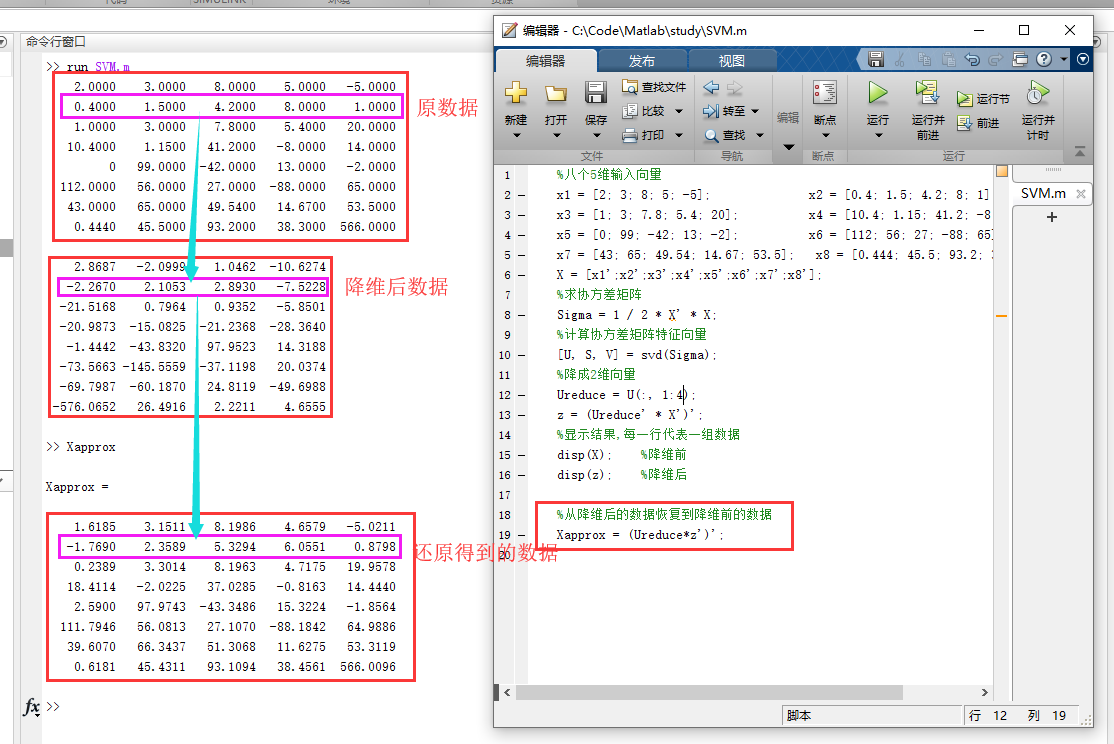 代码
SIMULINK
环境
资源
命令行窗口
>> run SVM.m
2.0000 3.0000 8.0000 5.0000 -5.0000
0.4000 1.5000 4.2000 8.0000 1.0000
1.0000 3.0000 7.8000 5.4000 20.0000
10.4000 1.1500 41.2000 -8.0000 14.0000
0 99.0000 -42.0000 13.0000 -2.0000
112.0000 56.0000 27.0000 -88.0000 65.0000
43.0000 65.0000 49.5400 14.6700 53.5000
0.4440 45.5000 93.2000 38.3000 566.0000
原数据
2.8687 -2.0999 1.0462 -10.6274
-2.2670 2.1053 2.8930 -7.5228
-21.5168 0.7964 0.9352 -5.8501
-20.9873 -15.0825 -21.2368 -28.3640
-1.4442 -43.8320 97.9523 14.3188
-73.5663 -145.5559 -37.1198 20.0374
-69.7987 -60.1870 24.8119 -49.6988
-576.0652 26.4916 2.2211 4.6555
降维后数据
>> Xapprox
Xapprox =
1.6185 3.1511 8.1986 4.6579 -5.0211
-1.7690 2.3589 5.3294 6.0551 0.8798
0.2389 3.3014 8.1963 4.7175 19.9578
18.4114 -2.0225 37.0285 -0.8163 14.4440
2.5900 97.9743 -43.3486 15.3224 -1.8564
111.7946 56.0813 27.1070 -88.1842 64.9886
39.6070 66.3437 51.3068 11.6275 53.3119
0.6181 45.4311 93.1094 38.4561 566.0096
还原得到的数据
fx >>
编辑器 - C:\Code\Matlab\study\SVM.m
编辑器 发布 视图
新建 打开 保存
查找文件
比较
打印
文件
转至
查找
导航
编辑
断点
断点
运行
运行并前进
运行节
前进
运行并计时
运行
SVM.m
1 %八个5维输入向量
2 x1 = [2; 3; 8; 5; -5]; x2 = [0.4; 1.5; 4.2; 8; 1]
3 x3 = [1; 3; 7.8; 5.4; 20]; x4 = [10.4; 1.15; 41.2; -8
4 x5 = [0; 99; -42; 13; -2]; x6 = [112; 56; 27; -88; 65]
5 x7 = [43; 65; 49.54; 14.67; 53.5]; x8 = [0.444; 45.5; 93.2;
6 X = [x1';x2';x3';x4';x5';x6';x7';x8'];
7 %求协方差矩阵
8 Sigma = 1 / 2 * X' * X;
9 %计算协方差矩阵特征向量
10 [U, S, V] = svd(Sigma);
11 %降成2维向量
12 Ureduce = U(:, 1:4);
13 z = (Ureduce' * X')';
14 %显示结果,每一行代表一组数据
15 disp(X); %降维前
16 disp(z); %降维后
17
18 %从降维后的数据恢复到降维前的数据
19 Xapprox = (Ureduce*z')';
20
脚本 行 12 列 19